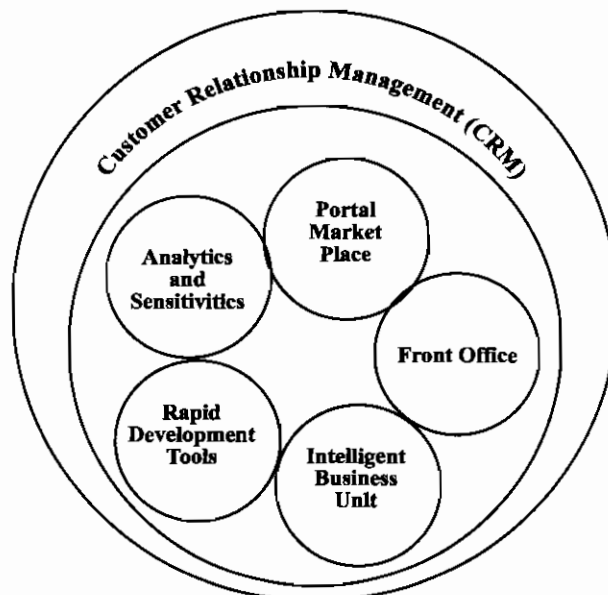 Customer Relationship Management (CRM)
Portal
Market
Place
Analytics
and
Sensitivitics
Front Office
Rapid
Development
Tools
Intelligent
Business
Unit